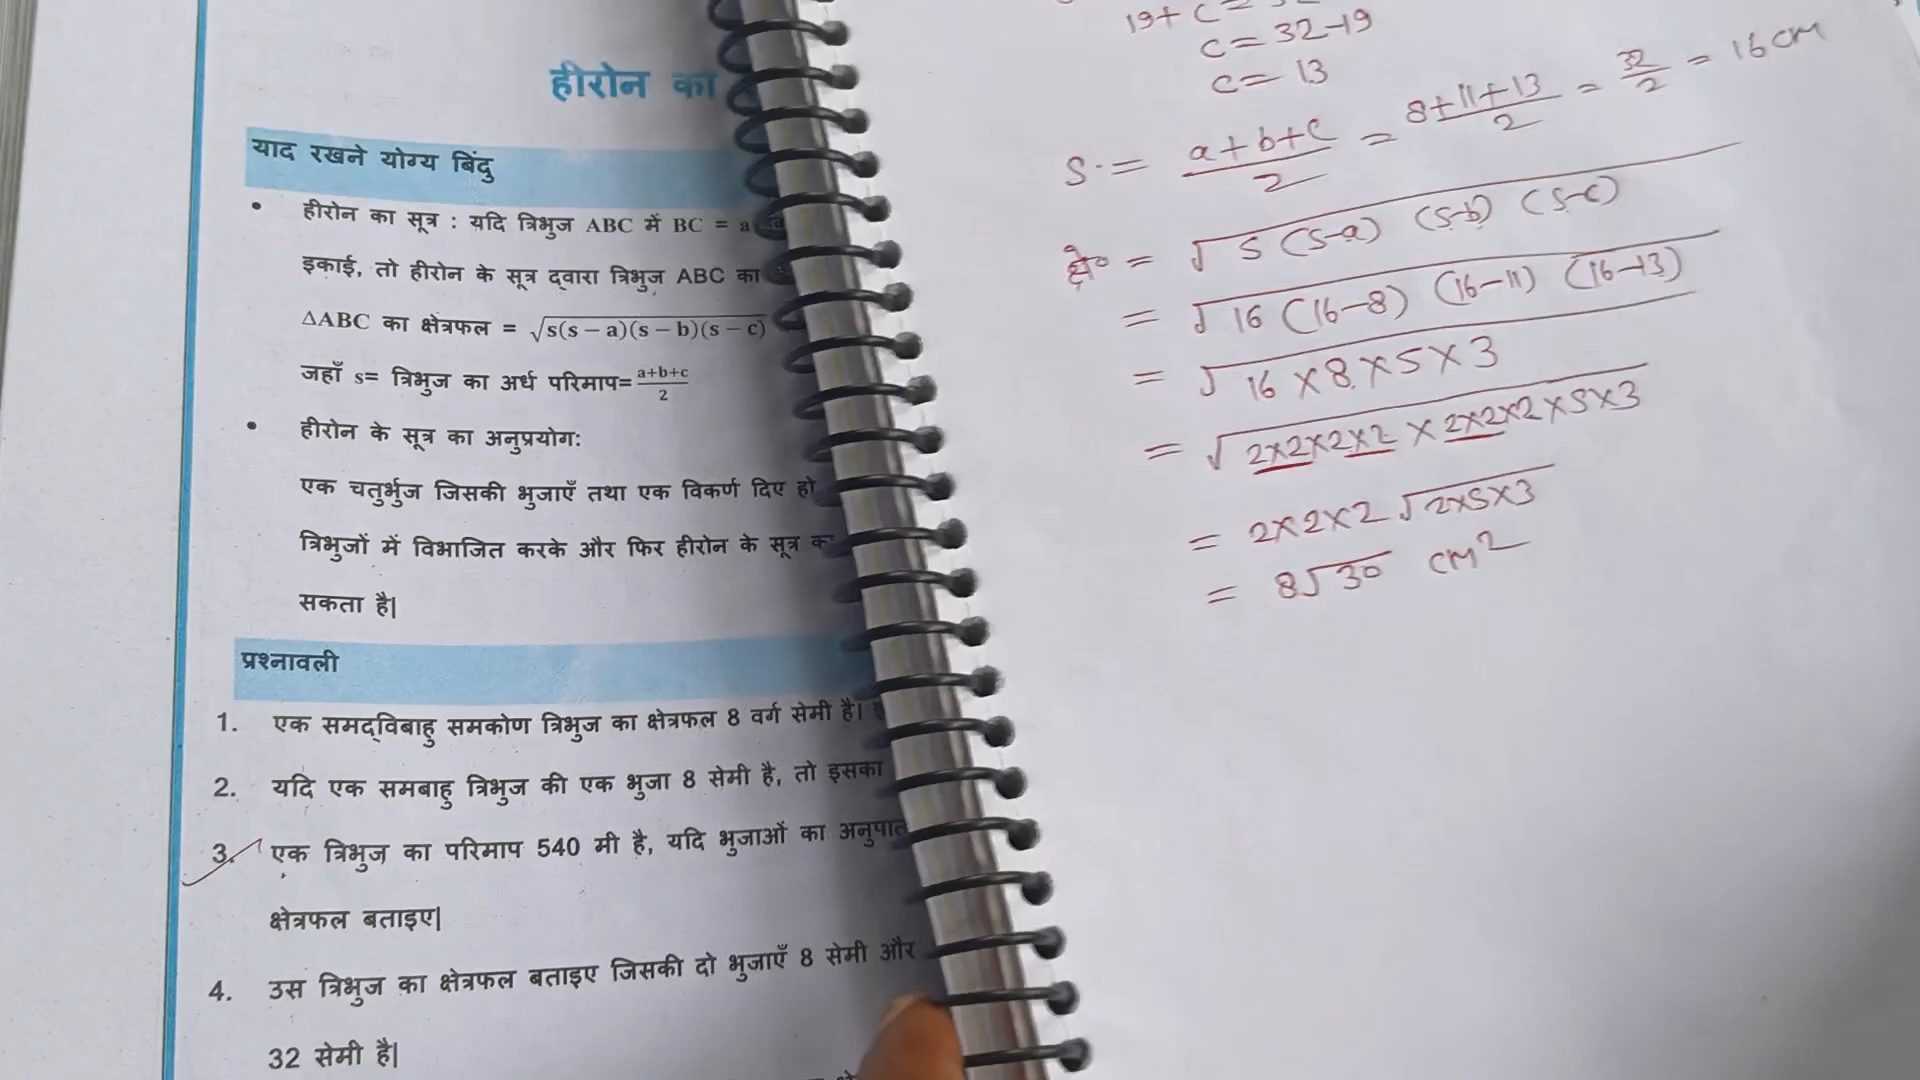 हीरोन का
याद रखने योग्य बिंदु
• हीरोन का सूत्र : यदि त्रिभुज ABC में BC = a
इकाई, तो हीरोन के सूत्र द्वारा त्रिभुज ABC का
ΔABC का क्षेत्रफल = √s(s − a)(s − b)(s − c)
जहाँ s= त्रिभुज का अर्ध परिमाप= a+b+c/2
• हीरोन के सूत्र का अनुप्रयोग:
एक चतुर्भुज जिसकी भुजाएँ तथा एक विकर्ण दिए हो
त्रिभुजों में विभाजित करके और फिर हीरोन के सूत्र का
सकता है|
प्रश्नावली
1. एक समद्विबाहु समकोण त्रिभुज का क्षेत्रफल 8 वर्ग सेमी है।
2. यदि एक समबाहु त्रिभुज की एक भुजा 8 सेमी है, तो इसका
3. एक त्रिभुज का परिमाप 540 मी है, यदि भुजाओं का अनुपात
क्षेत्रफल बताइए|
4. उस त्रिभुज का क्षेत्रफल बताइए जिसकी दो भुजाएँ 8 सेमी और
32 सेमी है|
19+ C =
C = 32-19
C = 13
S = a+b+c/2 = 8+11+13/2 = 32/2 = 16 cm
क्षे० = √S (S-a) (S-b) (S-c)
= √16 (16-8) (16-11) (16-13)
= √16 × 8 × 5 × 3
= √2×2×2×2 × 2×2×2×5×3
= 2×2×2 √2×5×3
= 8√30 cm²